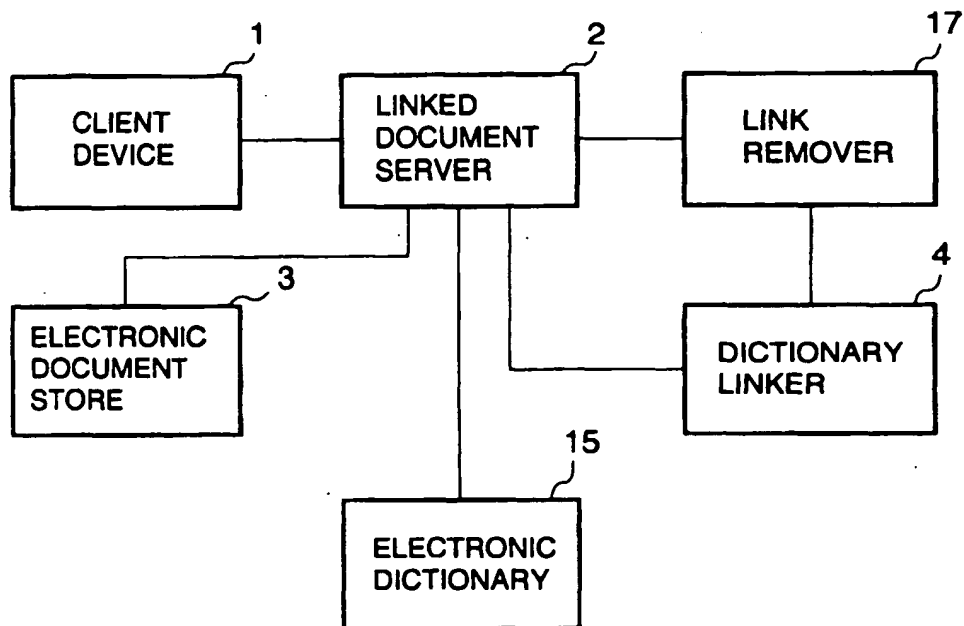 1
CLIENT
DEVICE
2
LINKED
DOCUMENT
SERVER
17
LINK
REMOVER
3
ELECTRONIC
DOCUMENT
STORE
4
DICTIONARY
LINKER
15
ELECTRONIC
DICTIONARY